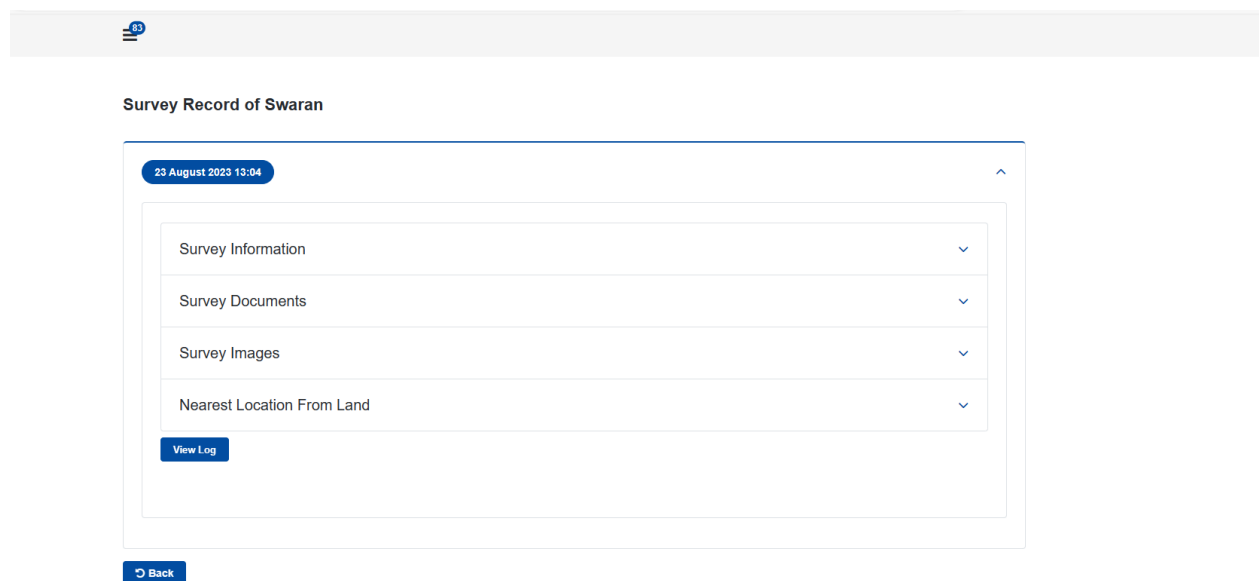 83
Survey Record of Swaran
23 August 2023 13:04
Survey Information
Survey Documents
Survey Images
Nearest Location From Land
View Log
Back